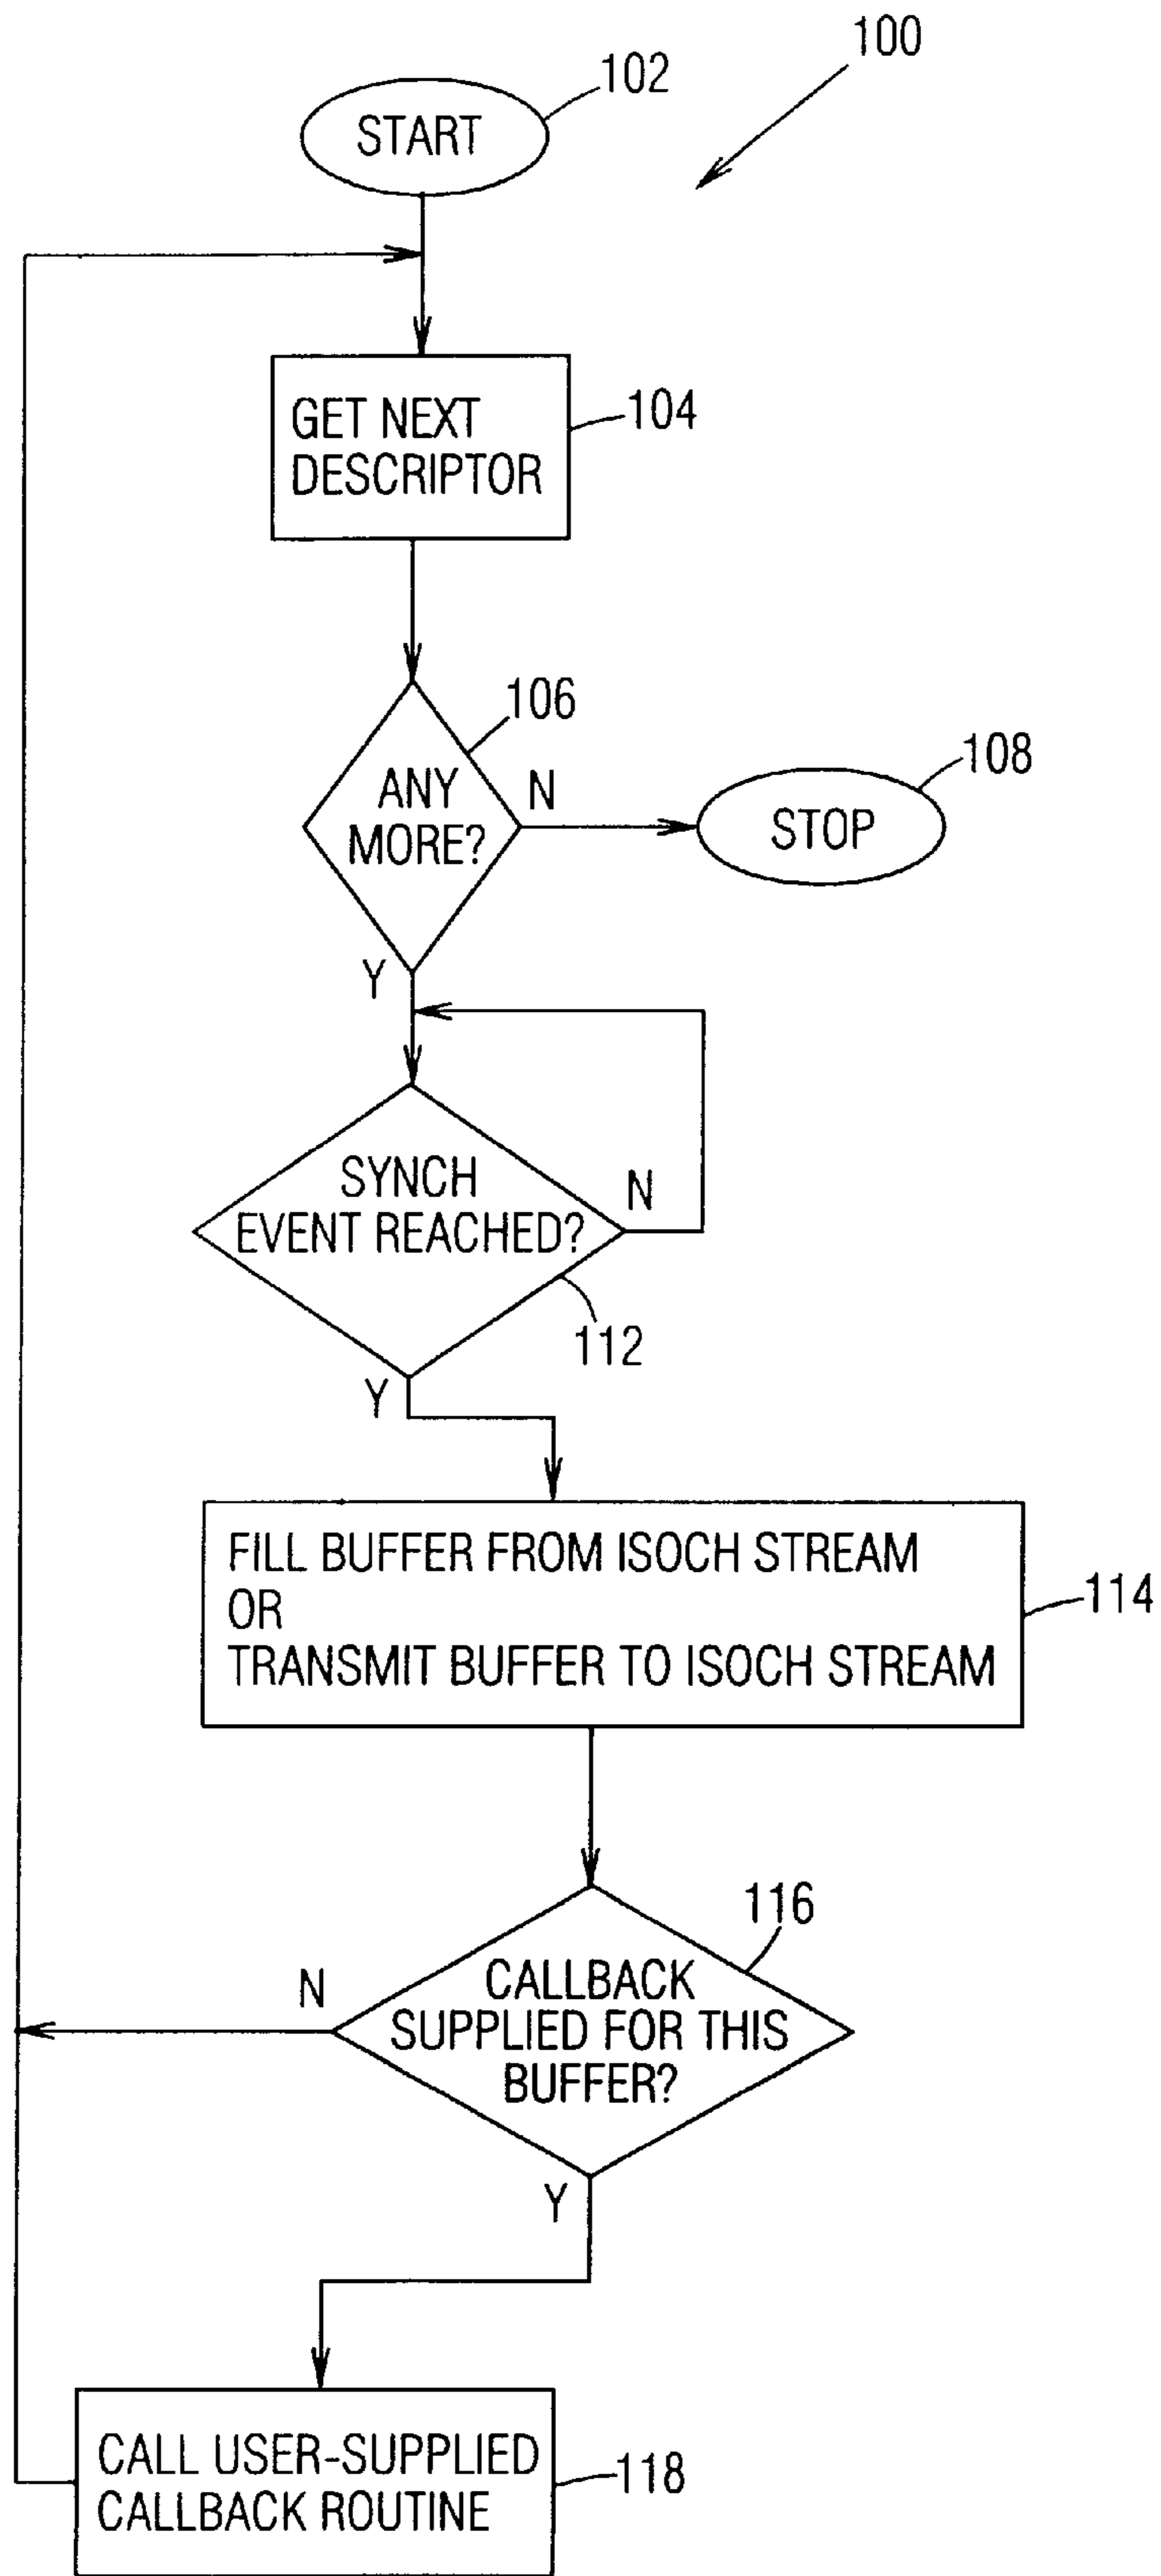 100
102
START
GET NEXT
DESCRIPTOR
104
106
ANY
MORE?
N
108
STOP
Y
SYNCH
EVENT REACHED?
N
112
Y
FILL BUFFER FROM ISOCH STREAM
OR
TRANSMIT BUFFER TO ISOCH STREAM
114
116
N
CALLBACK
SUPPLIED FOR THIS
BUFFER?
Y
CALL USER-SUPPLIED
CALLBACK ROUTINE
118